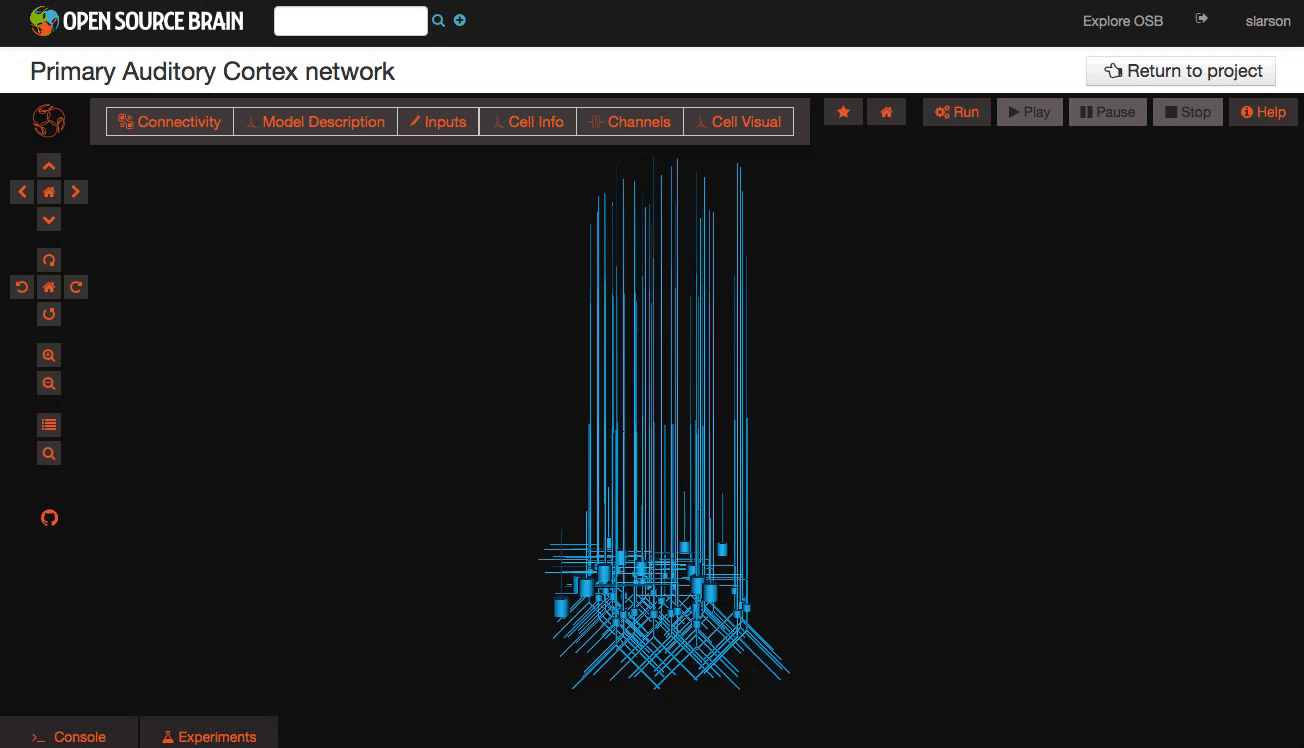 OPEN SOURCE BRAIN
Explore OSB slarson
Primary Auditory Cortex network
Return to project
Connectivity Model Description Inputs Cell Info Channels Cell Visual
Run Play Pause Stop Help
>_ Console Experiments